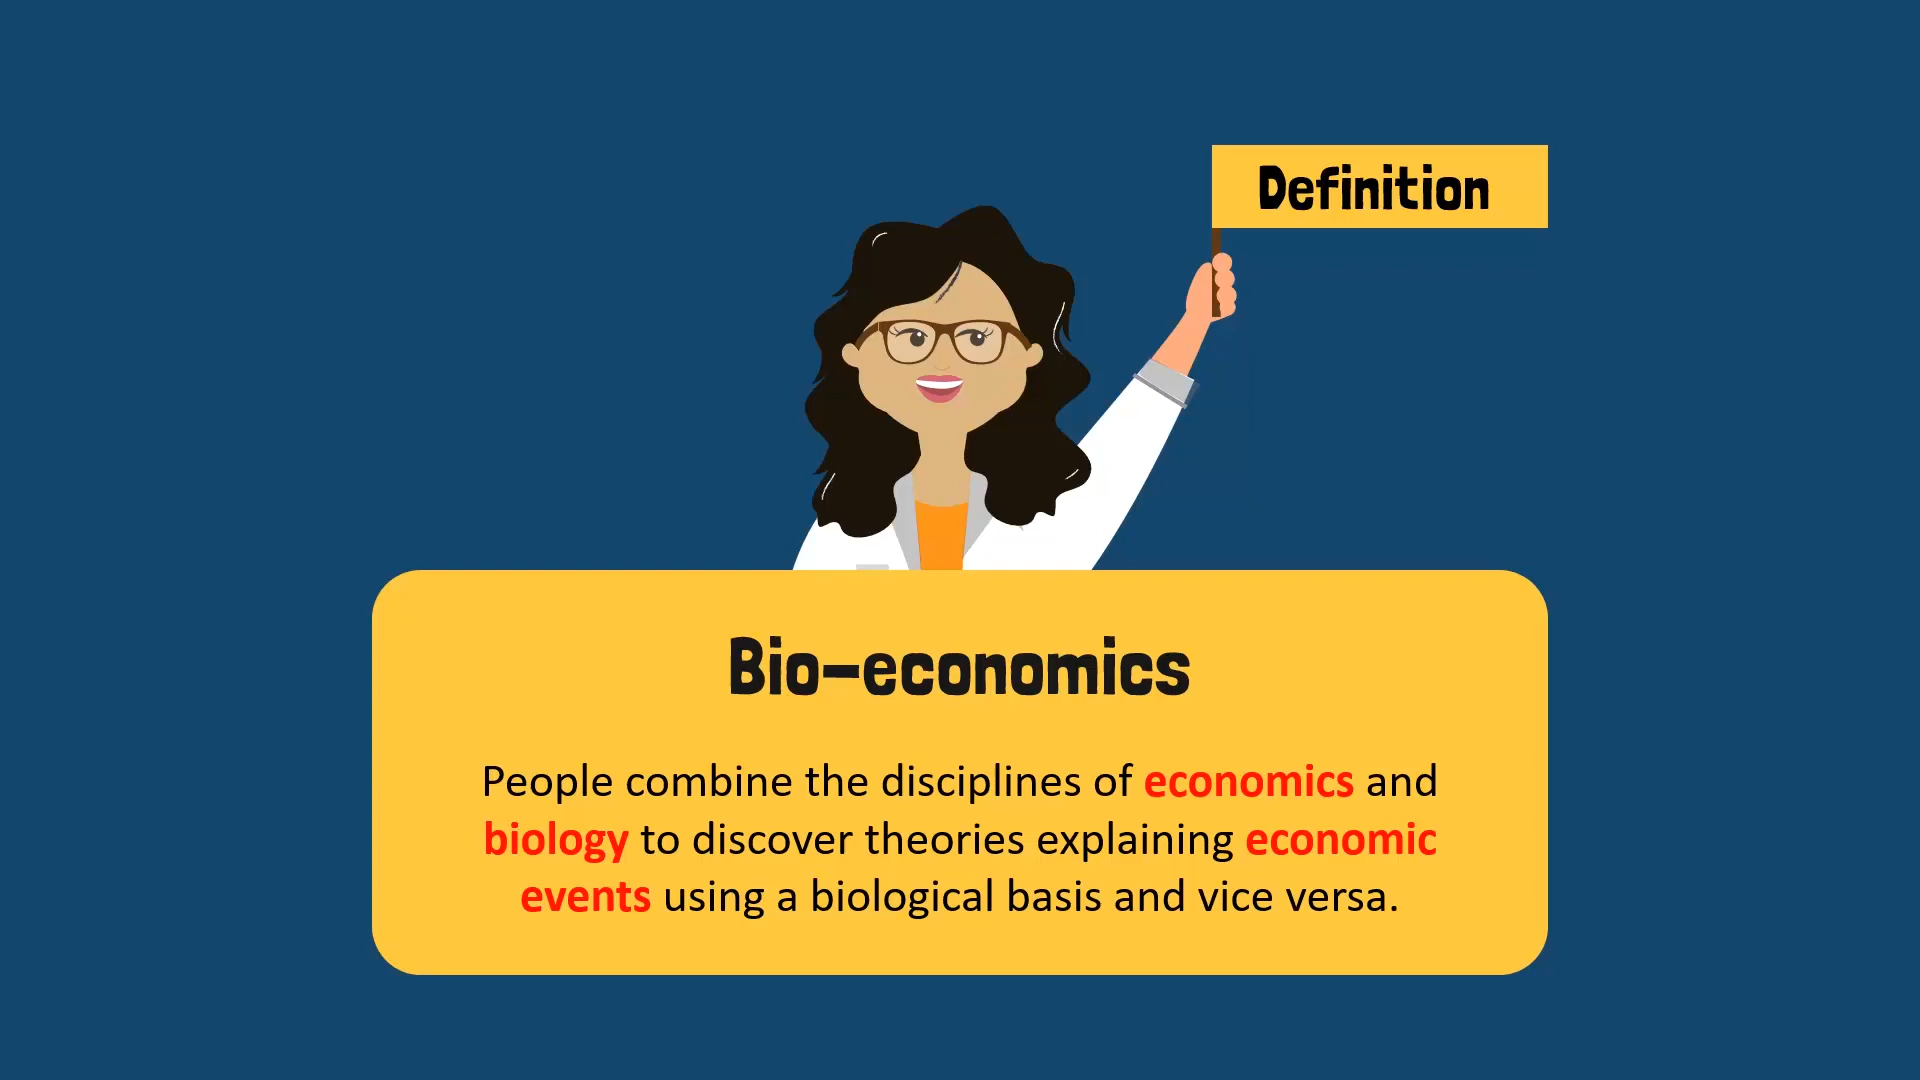 Definition
Bio-economics
People combine the disciplines of economics and
biology to discover theories explaining economic
events using a biological basis and vice versa.